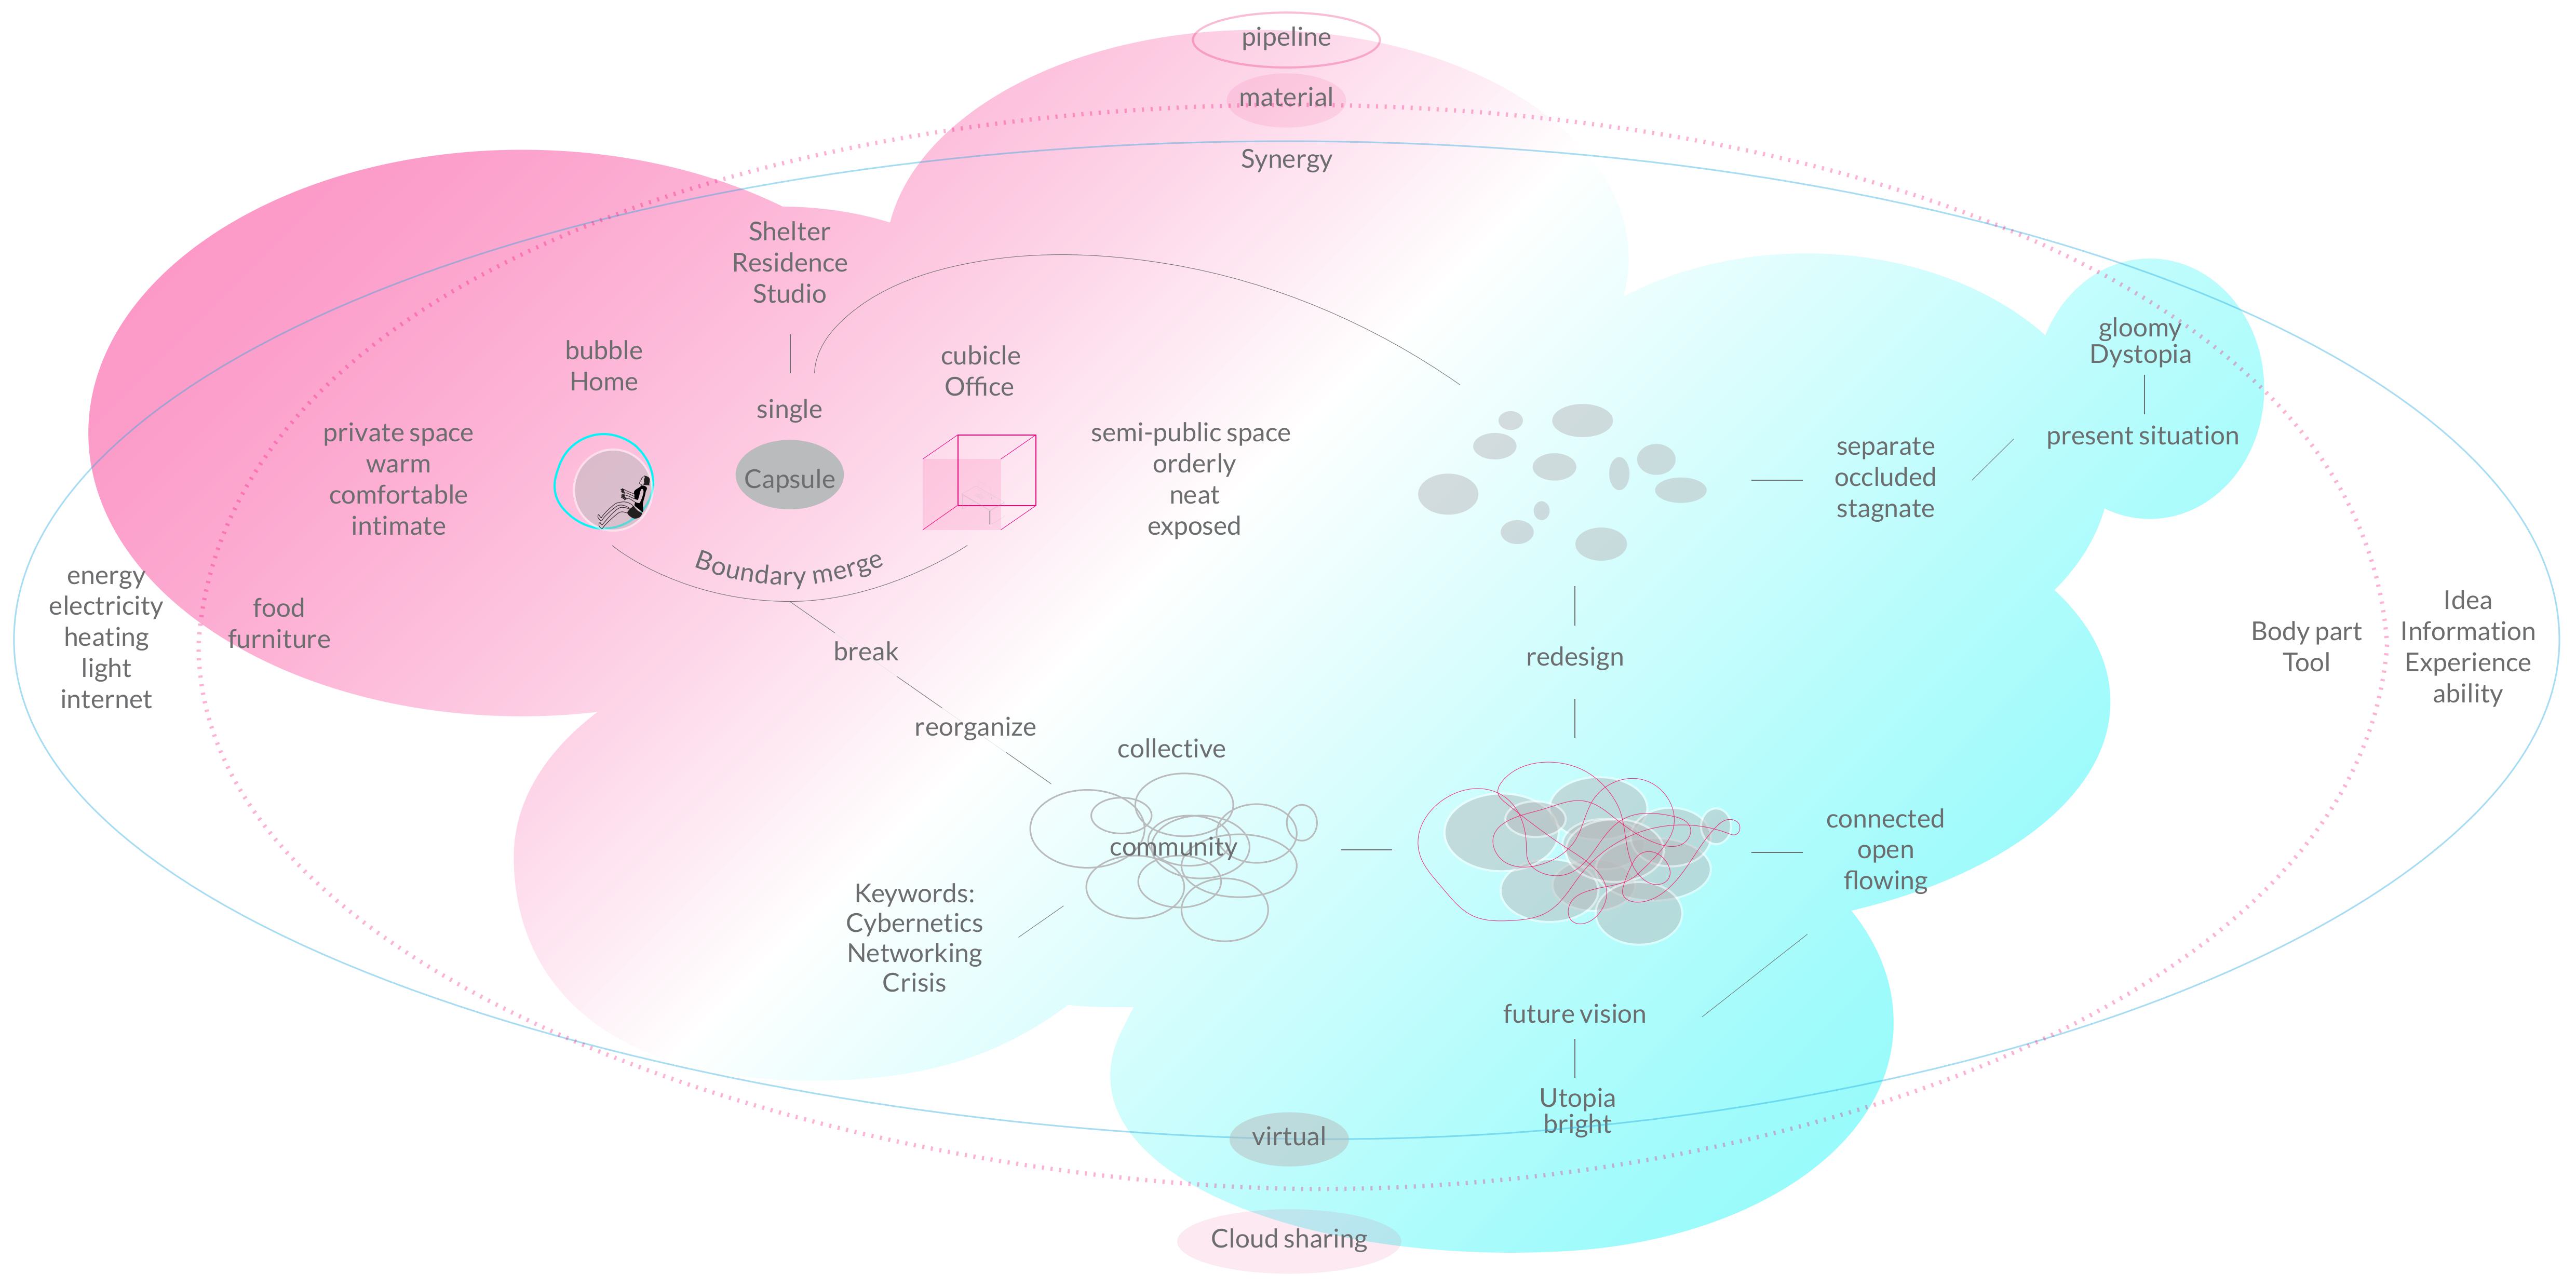 pipeline
material
Synergy
Shelter
Residence
Studio
bubble
Home
single
cubicle
Office
private space
warm
comfortable
intimate
Capsule
semi-public space
orderly
neat
exposed
Boundary merge
separate
occluded
stagnate
gloomy
Dystopia
present situation
energy
electricity
heating
light
internet
food
furniture
break
reorganize
redesign
Body part
Tool
Idea
Information
Experience
ability
collective
community
Keywords:
Cybernetics
Networking
Crisis
connected
open
flowing
future vision
Utopia
bright
virtual
Cloud sharing